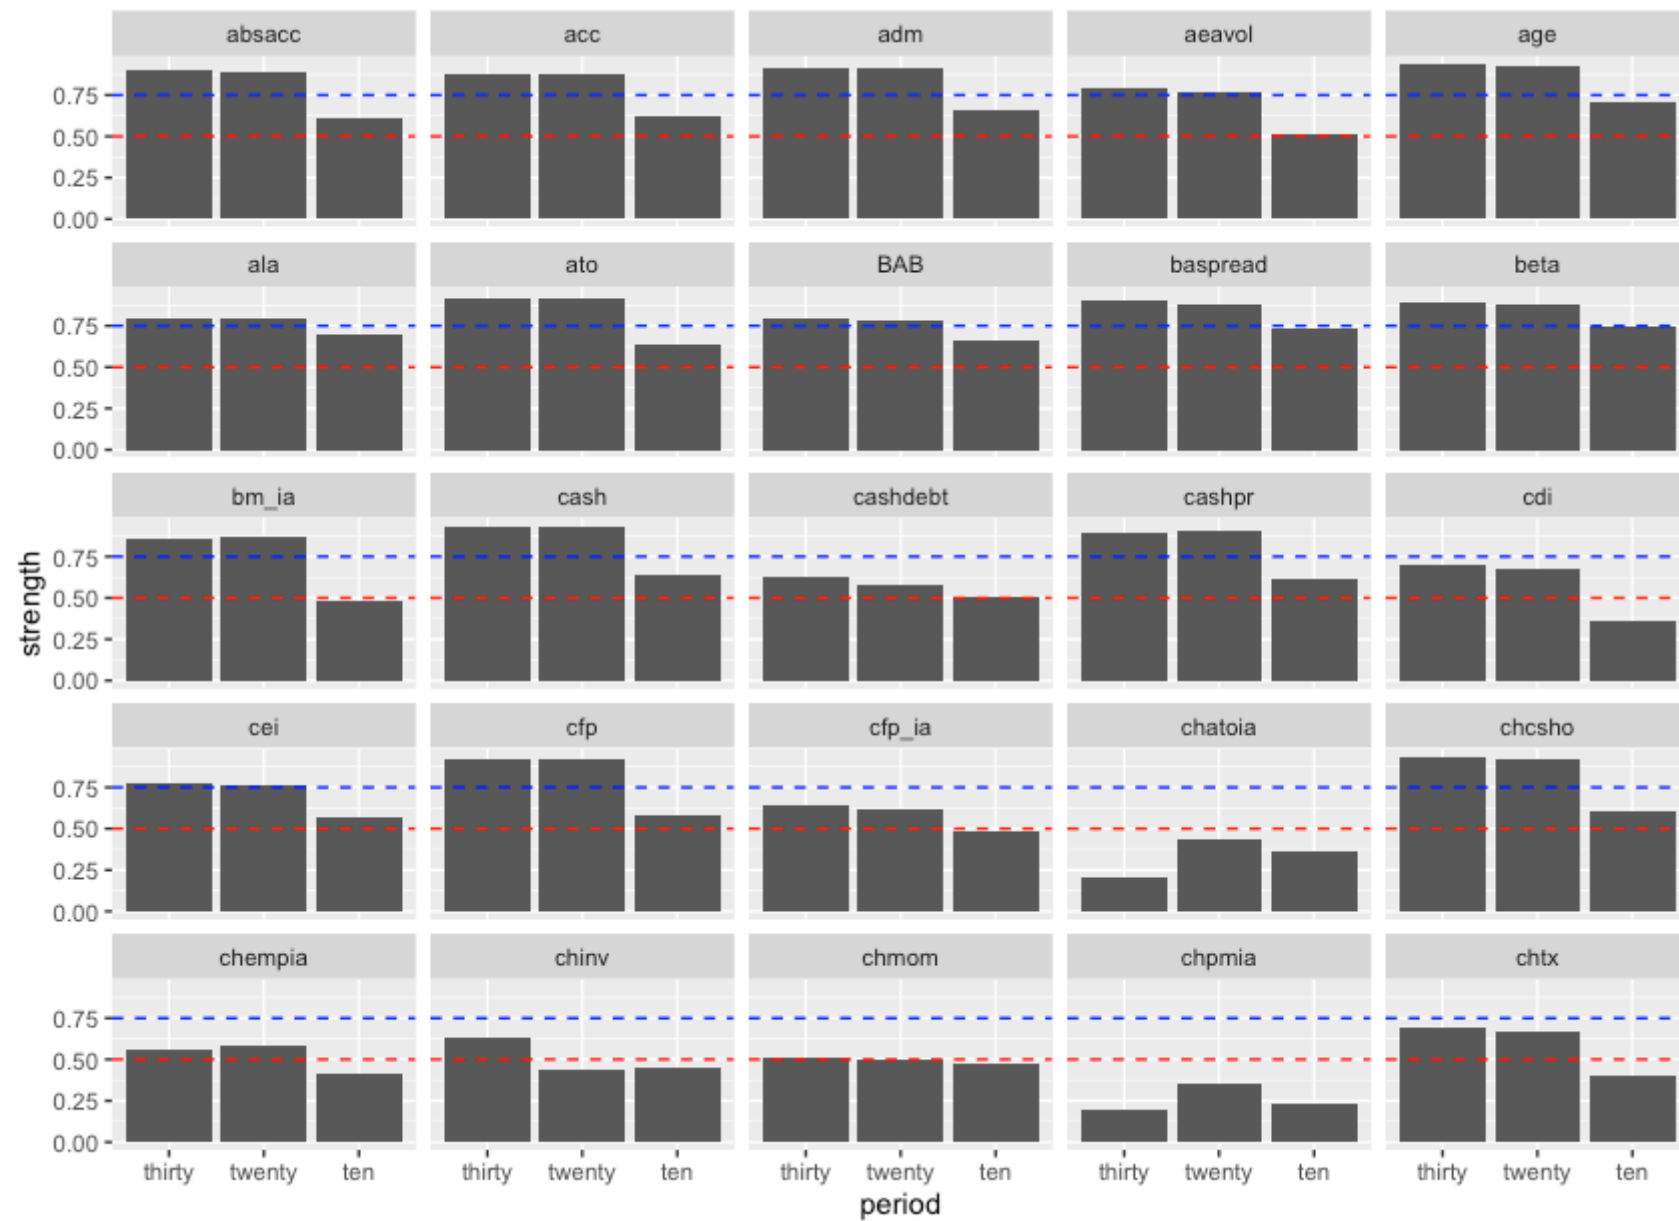 absacc acc adm aeavol age
0.75
0.50
0.25
0.00
ala ato BAB baspread beta
0.75
0.50
0.25
0.00
bm_ia cash cashdebt cashpr cdi
0.75
0.50
0.25
0.00
strength
cei cfp cfp_ia chatoia chcsho
0.75
0.50
0.25
0.00
chempia chinv chmom chpmia chtx
0.75
0.50
0.25
0.00
thirty twenty ten thirty twenty ten thirty twenty ten thirty twenty ten thirty twenty ten
period